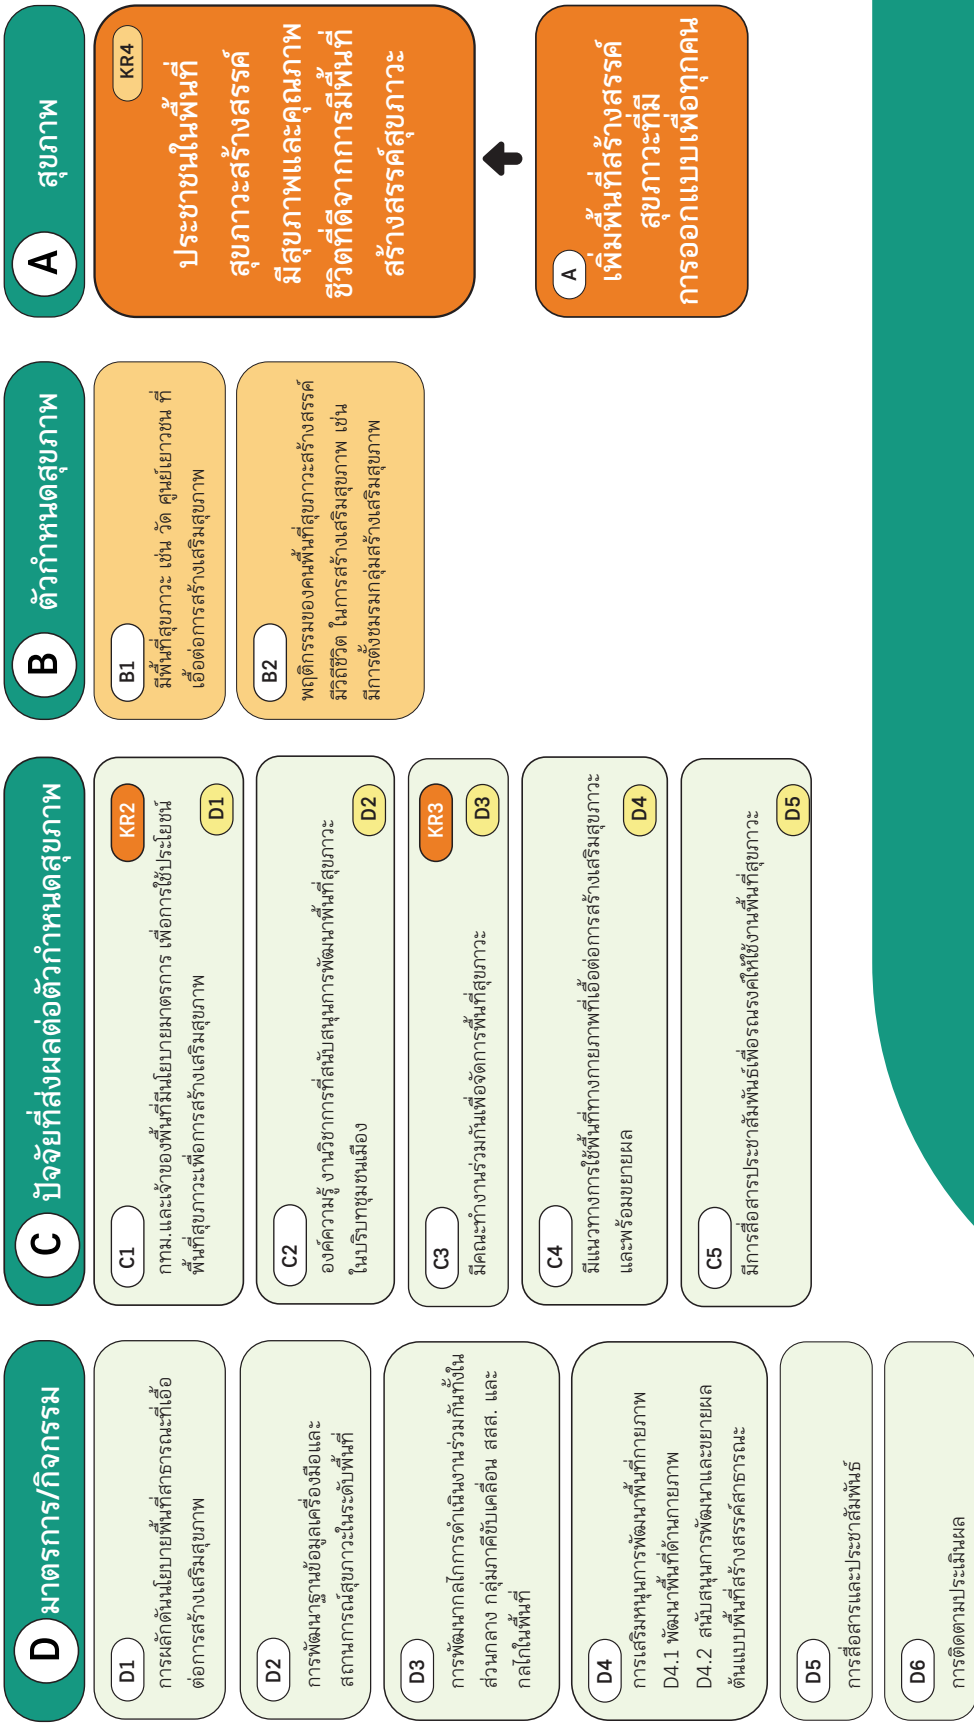 D มาตรการ/กิจกรรม
D1
การผลักดันนโยบายพื้นที่สาธารณะที่เอื้อ
ต่อการสร้างเสริมสุขภาพ
D2
การพัฒนาฐานข้อมูลเครื่องมือและ
สถานการณ์สุขภาวะในระดับพื้นที่
D3
การพัฒนากลไกการดำเนินงานร่วมกันทั้งใน
ส่วนกลาง กลุ่มภาคีขับเคลื่อน สสส. และ
กลไกในพื้นที่
D4
การเสริมหนุนการพัฒนาพื้นที่กายภาพ
D4.1 พัฒนาพื้นที่ด้านกายภาพ
D4.2 สนับสนุนการพัฒนาและขยายผล
ต้นแบบพื้นที่สร้างสรรค์สาธารณะ
D5
การสื่อสารและประชาสัมพันธ์
D6
การติดตามประเมินผล
C ปัจจัยที่ส่งผลต่อตัวกำหนดสุขภาพ
C1 KR2
กทม.และเจ้าของพื้นที่มีนโยบายมาตรการ เพื่อการใช้ประโยชน์
พื้นที่สุขภาวะเพื่อการสร้างเสริมสุขภาพ
D1
C2
องค์ความรู้ งานวิชาการที่สนับสนุนการพัฒนาพื้นที่สุขภาวะ
ในบริบทชุมชนเมือง
D2
C3 KR3
มีคณะทำงานร่วมกันเพื่อจัดการพื้นที่สุขภาวะ
D3
C4
มีแนวทางการใช้พื้นที่ทางกายภาพที่เอื้อต่อการสร้างเสริมสุขภาวะ
และพร้อมขยายผล
D4
C5
มีการสื่อสารประชาสัมพันธ์เพื่อรณรงค์ให้ใช้งานพื้นที่สุขภาวะ
D5
B ตัวกำหนดสุขภาพ
B1
มีพื้นที่สุขภาวะ เช่น วัด ศูนย์เยาวชน ที่
เอื้อต่อการสร้างเสริมสุขภาพ
B2
พฤติกรรมของคนพื้นที่สุขภาวะสร้างสรรค์
มีวิถีชีวิต ในการสร้างเสริมสุขภาพ เช่น
มีการตั้งชมรมกลุ่มสร้างเสริมสุขภาพ
A สุขภาพ
KR4
ประชาชนในพื้นที่
สุขภาวะสร้างสรรค์
มีสุขภาพและคุณภาพ
ชีวิตที่ดีจากการมีพื้นที่
สร้างสรรค์สุขภาวะ
A
เพิ่มพื้นที่สร้างสรรค์
สุขภาวะที่มี
การออกแบบเพื่อทุกคน